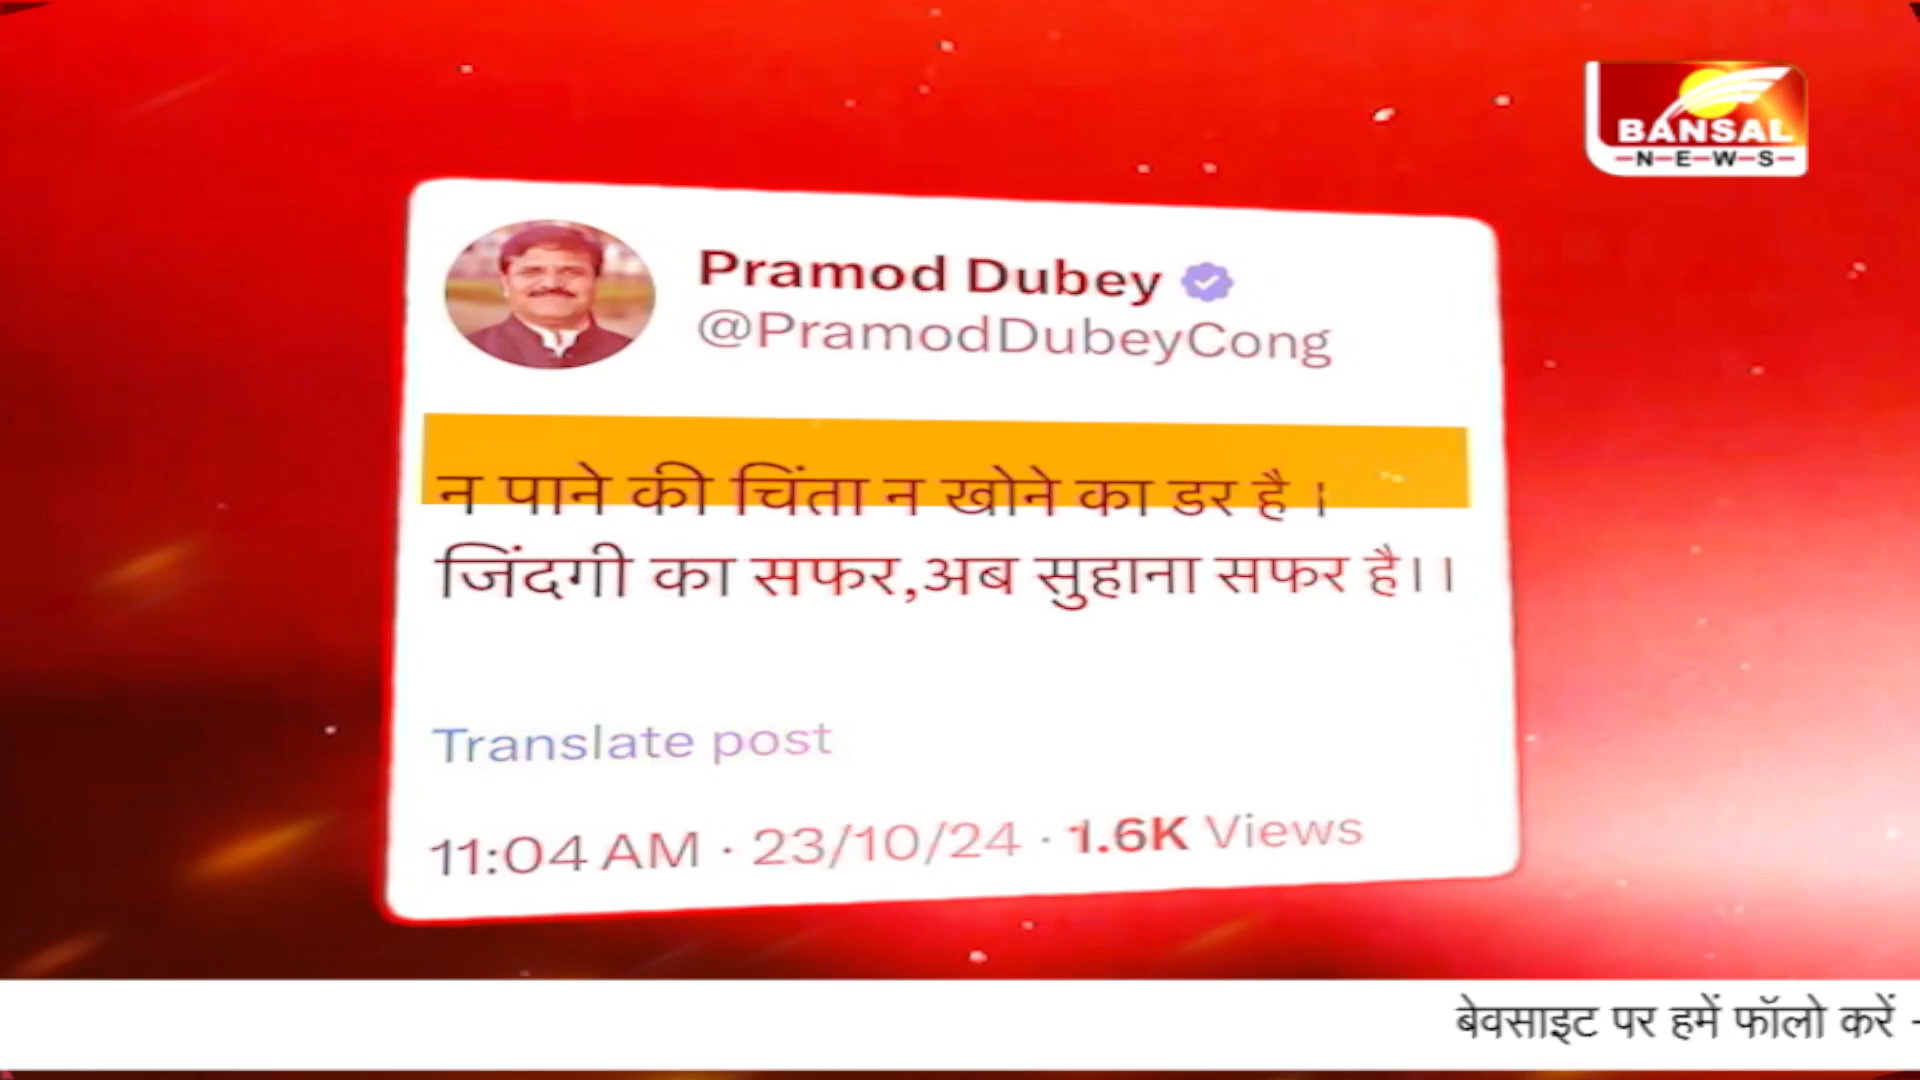 BANSAL
NEWS
Pramod Dubey
@PramodDubeyCong
न पाने की चिंता न खोने का डर है ।
जिंदगी का सफर,अब सुहाना सफर है।।
Translate post
11:04 AM · 23/10/24 · 1.6K Views
बेवसाइट पर हमें फॉलो करें -